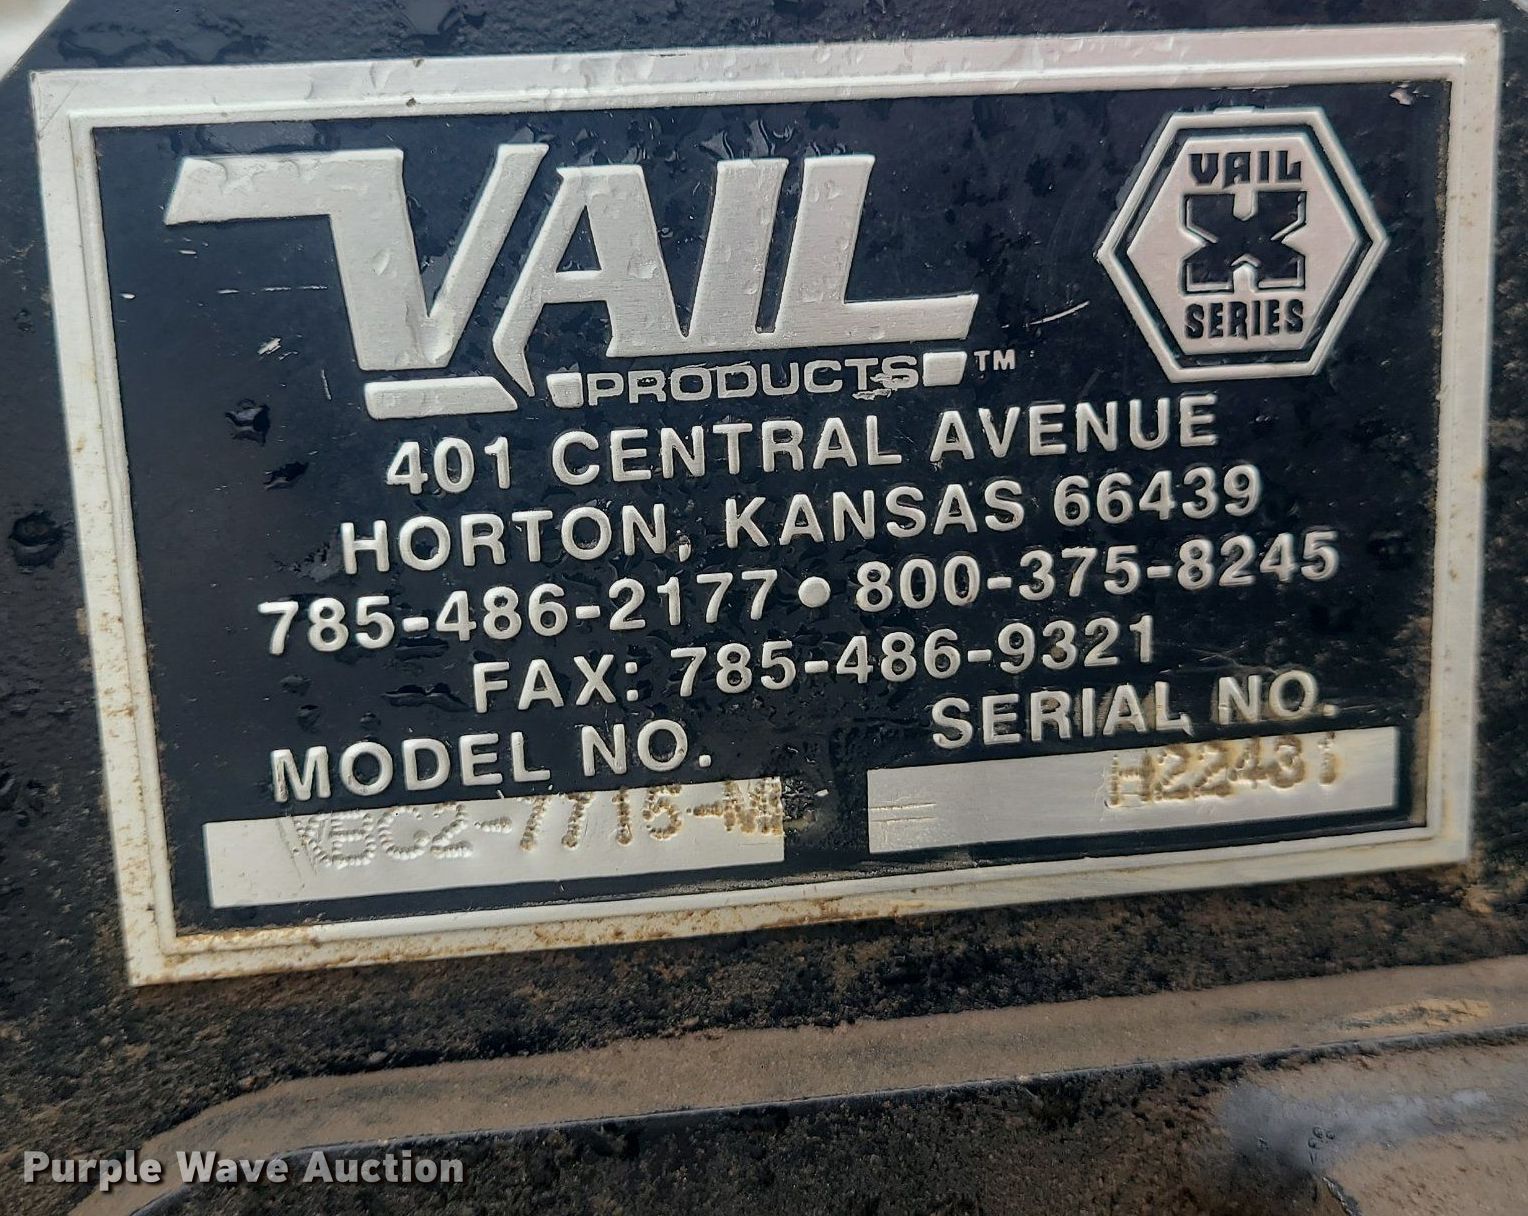 VAIL
PRODUCTS™
VAIL
X
SERIES
401 CENTRAL AVENUE
HORTON, KANSAS 66439
785-486-2177 • 800-375-8245
FAX: 785-486-9321
MODEL NO. SERIAL NO.
H22431
Purple Wave Auction